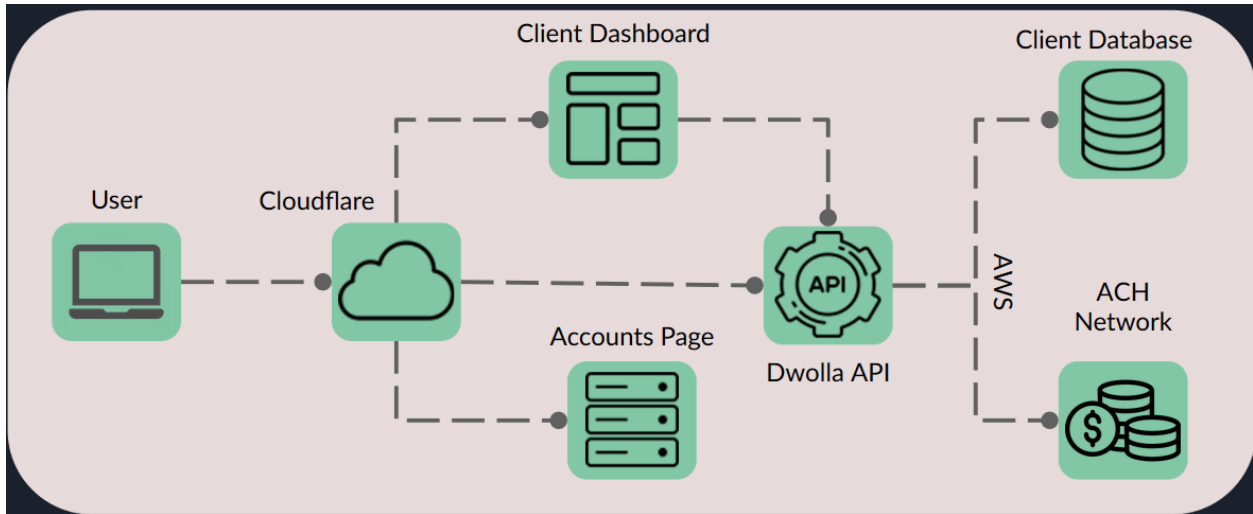 Client Dashboard
Client Database
User
Cloudflare
AWS
API
ACH
Network
Accounts Page
Dwolla API
$